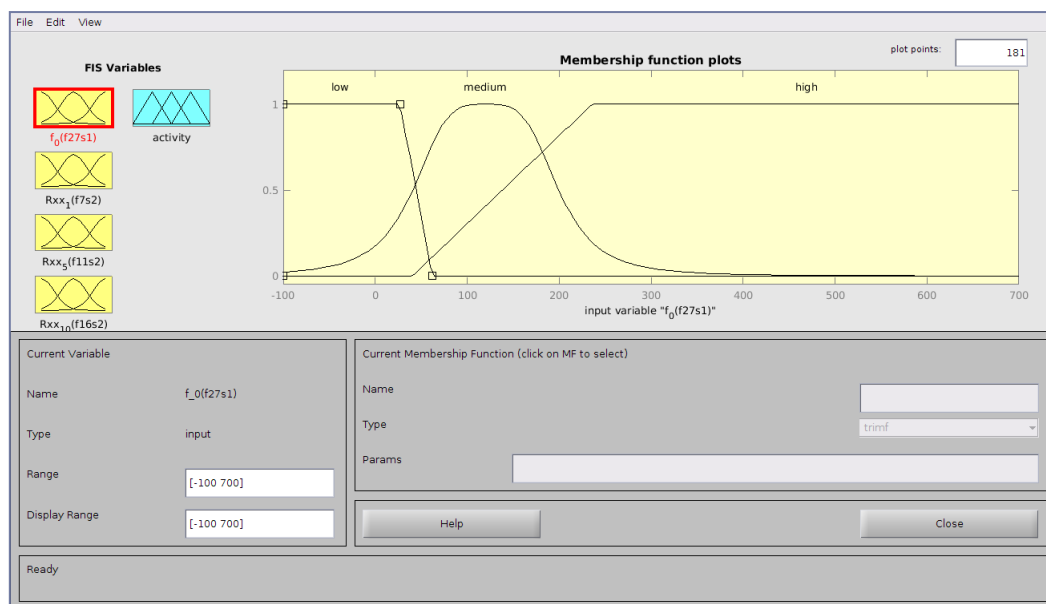 File Edit View
plot points: 181
FIS Variables
Membership function plots
f0(f27s1)
activity
Rxx1(f7s2)
Rxx5(f11s2)
Rxx10(f16s2)
low medium high
1
0.5
0
-100 0 100 200 300 400 500 600 700
input variable "f0(f27s1)"
Current Variable
Name f_0(f27s1)
Type input
Range [-100 700]
Display Range [-100 700]
Current Membership Function (click on MF to select)
Name
Type trimf
Params
Help Close
Ready